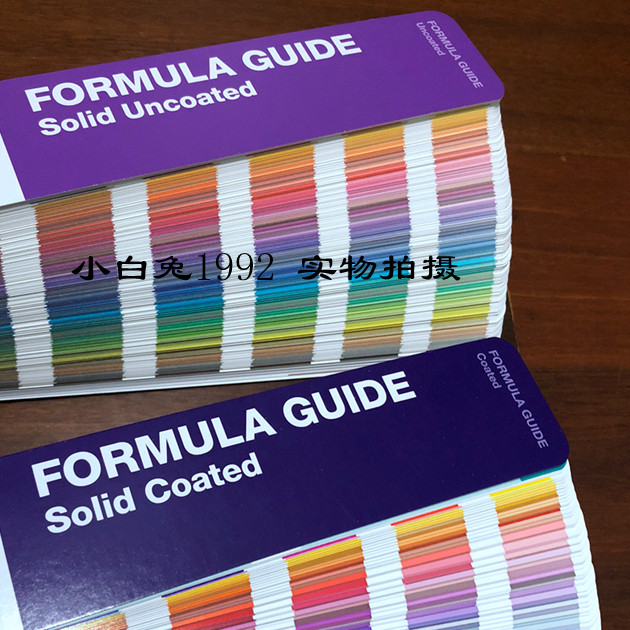 FORMULA GUIDE
Solid Uncoated
FORMULA GUIDE
Uncoated
小白兔1992 实物拍摄
FORMULA GUIDE
Solid Coated
FORMULA GUIDE
Coated